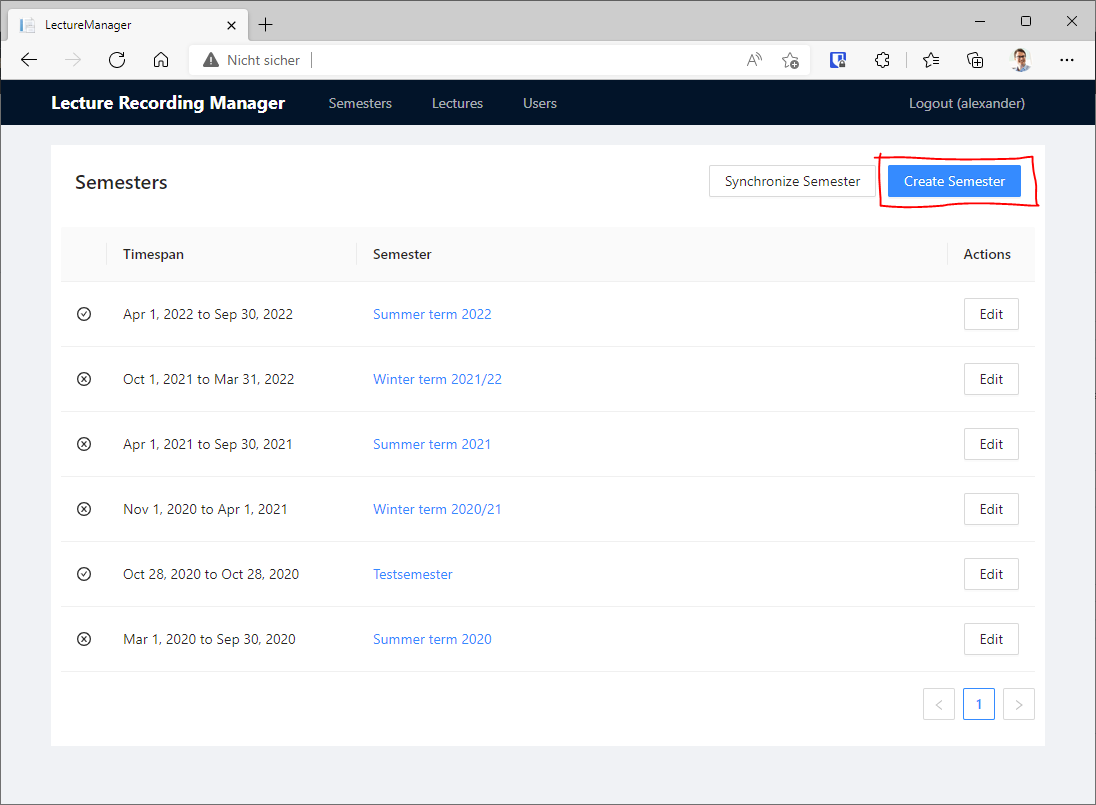 LectureManager
Nicht sicher
Lecture Recording Manager Semesters Lectures Users Logout (alexander)
Semesters Synchronize Semester Create Semester
Timespan Semester Actions
Apr 1, 2022 to Sep 30, 2022 Summer term 2022 Edit
Oct 1, 2021 to Mar 31, 2022 Winter term 2021/22 Edit
Apr 1, 2021 to Sep 30, 2021 Summer term 2021 Edit
Nov 1, 2020 to Apr 1, 2021 Winter term 2020/21 Edit
Oct 28, 2020 to Oct 28, 2020 Testsemester Edit
Mar 1, 2020 to Sep 30, 2020 Summer term 2020 Edit
< 1 >